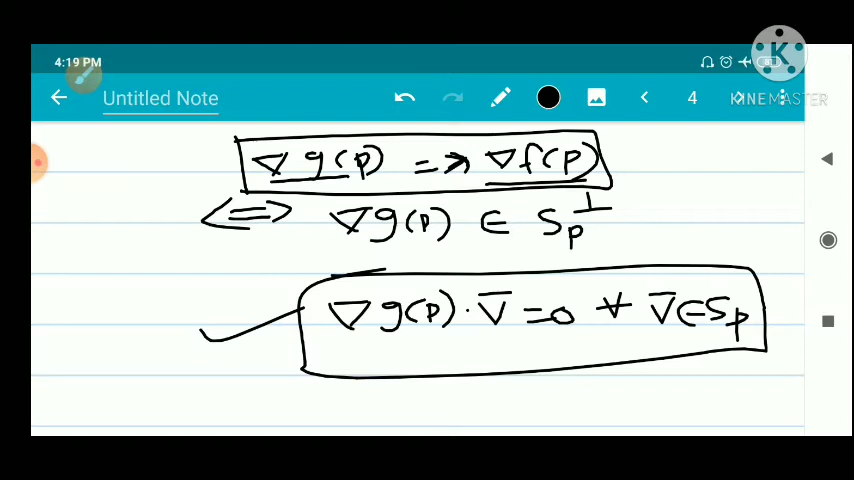 4:19 PM
Untitled Note
4
KINEMASTER
∇g(p) = λ∇f(p)
⟺ ∇g(p) ∈ Sp⊥
∇g(p)·v̄ = 0 ∀ v̄ ∈ Sp